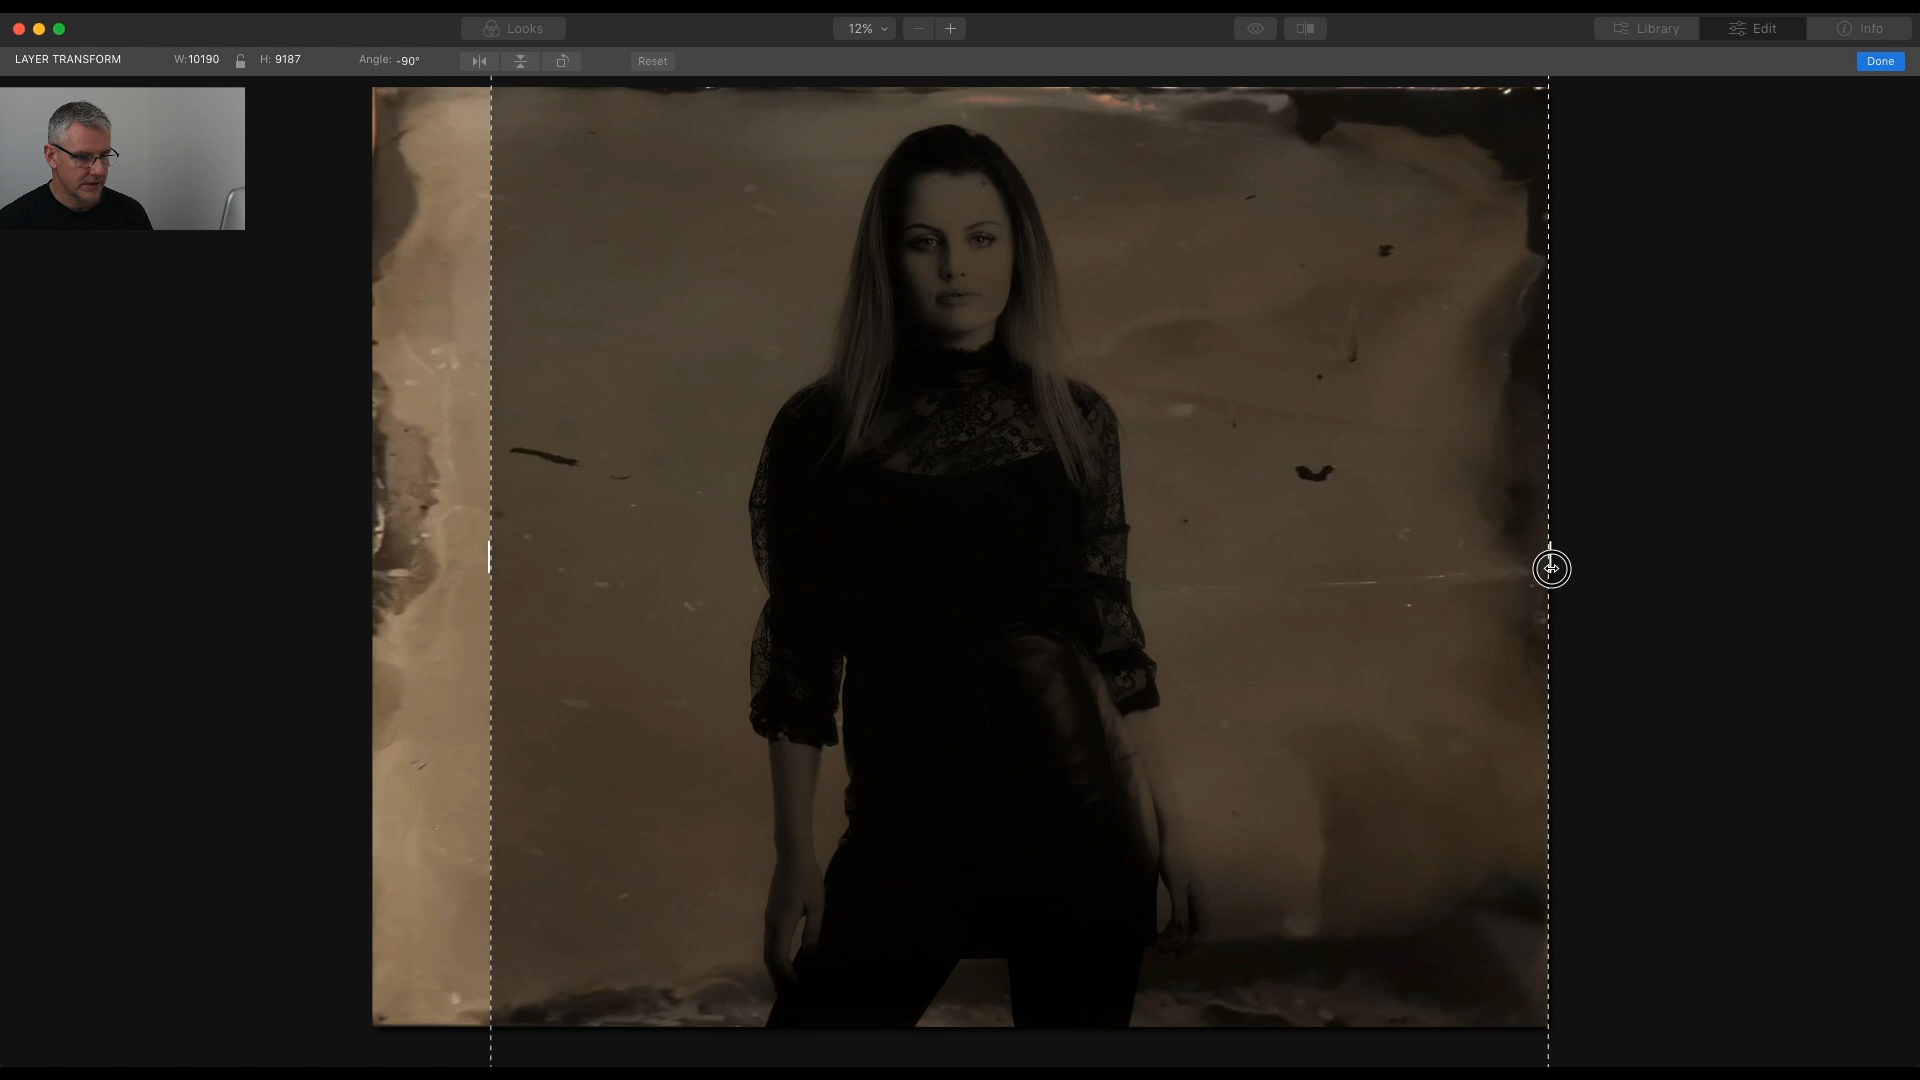 Looks
12%
Library
Edit
Info
LAYER TRANSFORM
W:10190
H: 9187
Angle: -90°
Reset
Done